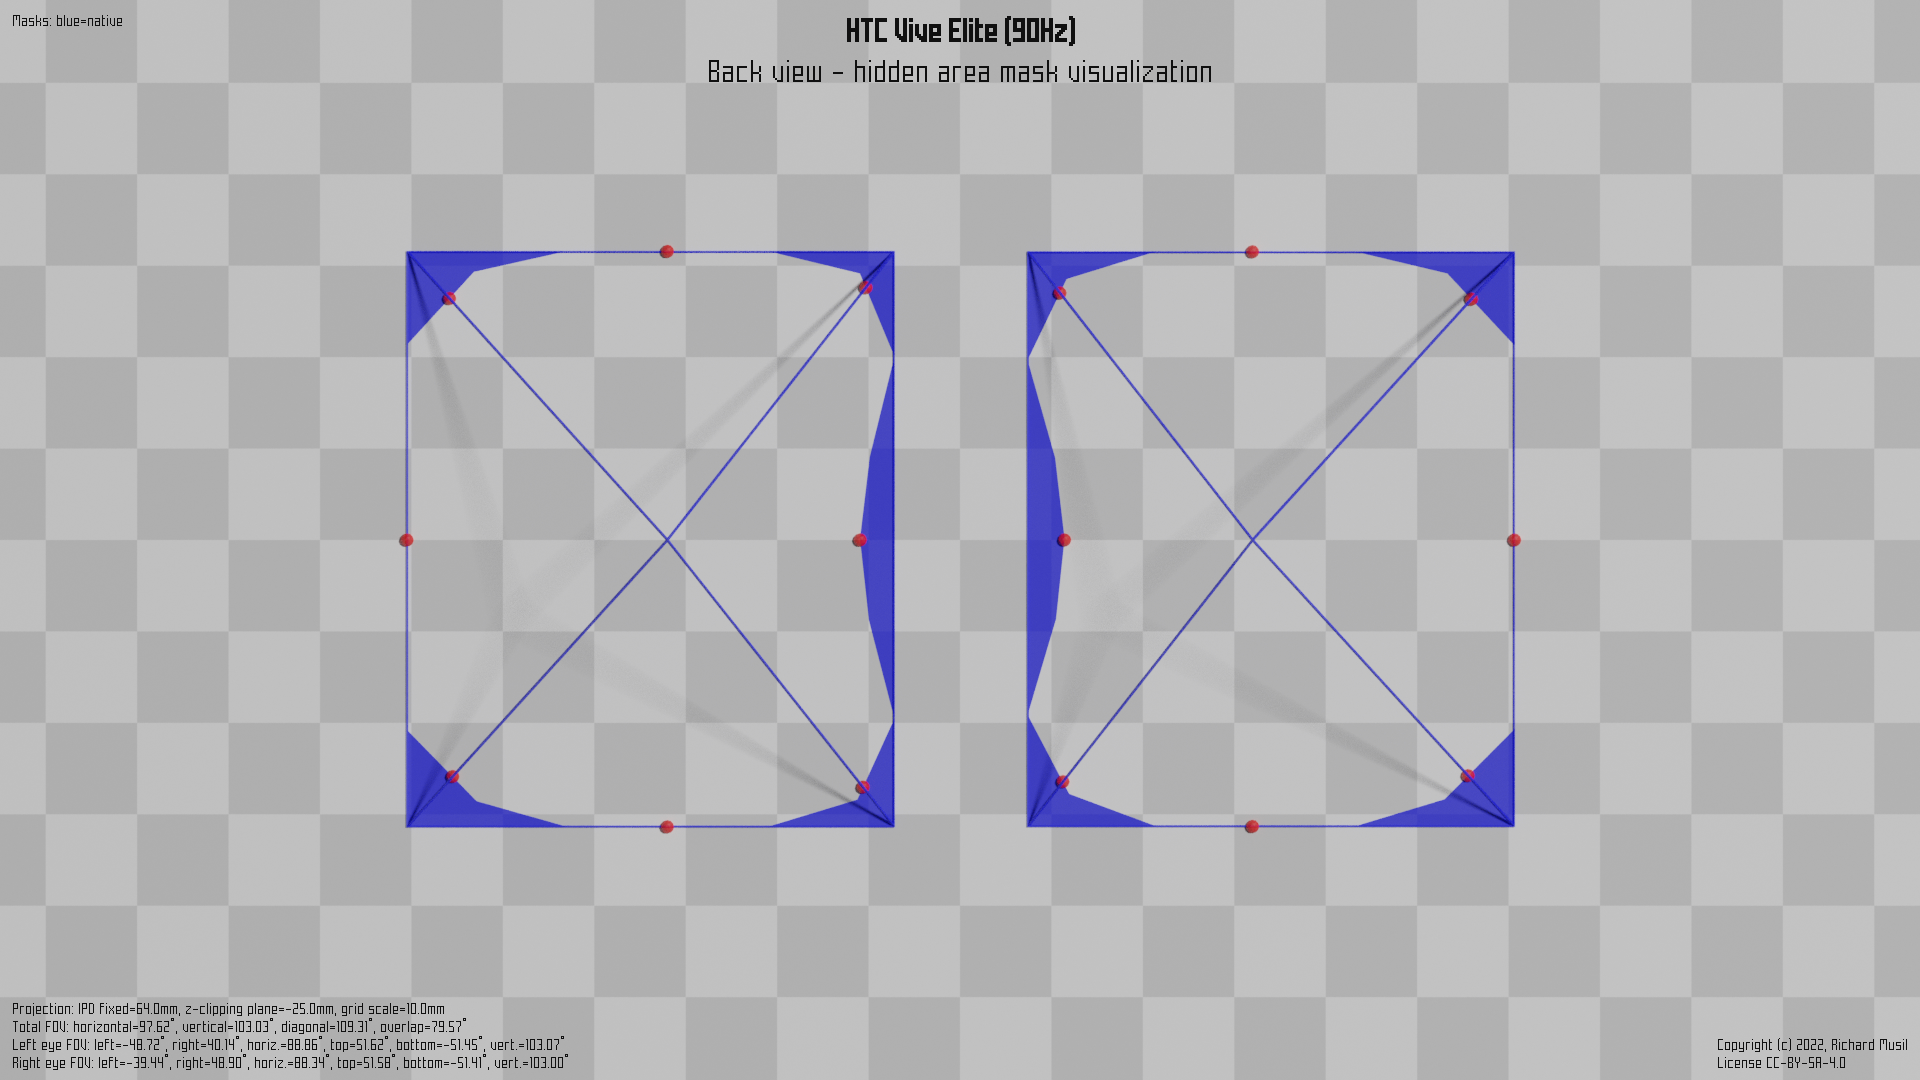 Masks: blue=native
HTC Vive Elite (90Hz)
Back view - hidden area mask visualization
Projection: IPD fixed=64.0mm, z-clipping plane=-25.0mm, grid scale=10.0mm
Total FOV: horizontal=97.62°, vertical=103.03°, diagonal=109.31°, overlap=79.57°
Left eye FOV: left=-48.72°, right=40.14°, horiz.=88.86°, top=51.62°, bottom=-51.45°, vert.=103.07°
Right eye FOV: left=-39.44°, right=48.90°, horiz.=88.34°, top=51.58°, bottom=-51.41°, vert.=103.00°
Copyright (c) 2022, Richard Musil
License CC-BY-SA-4.0